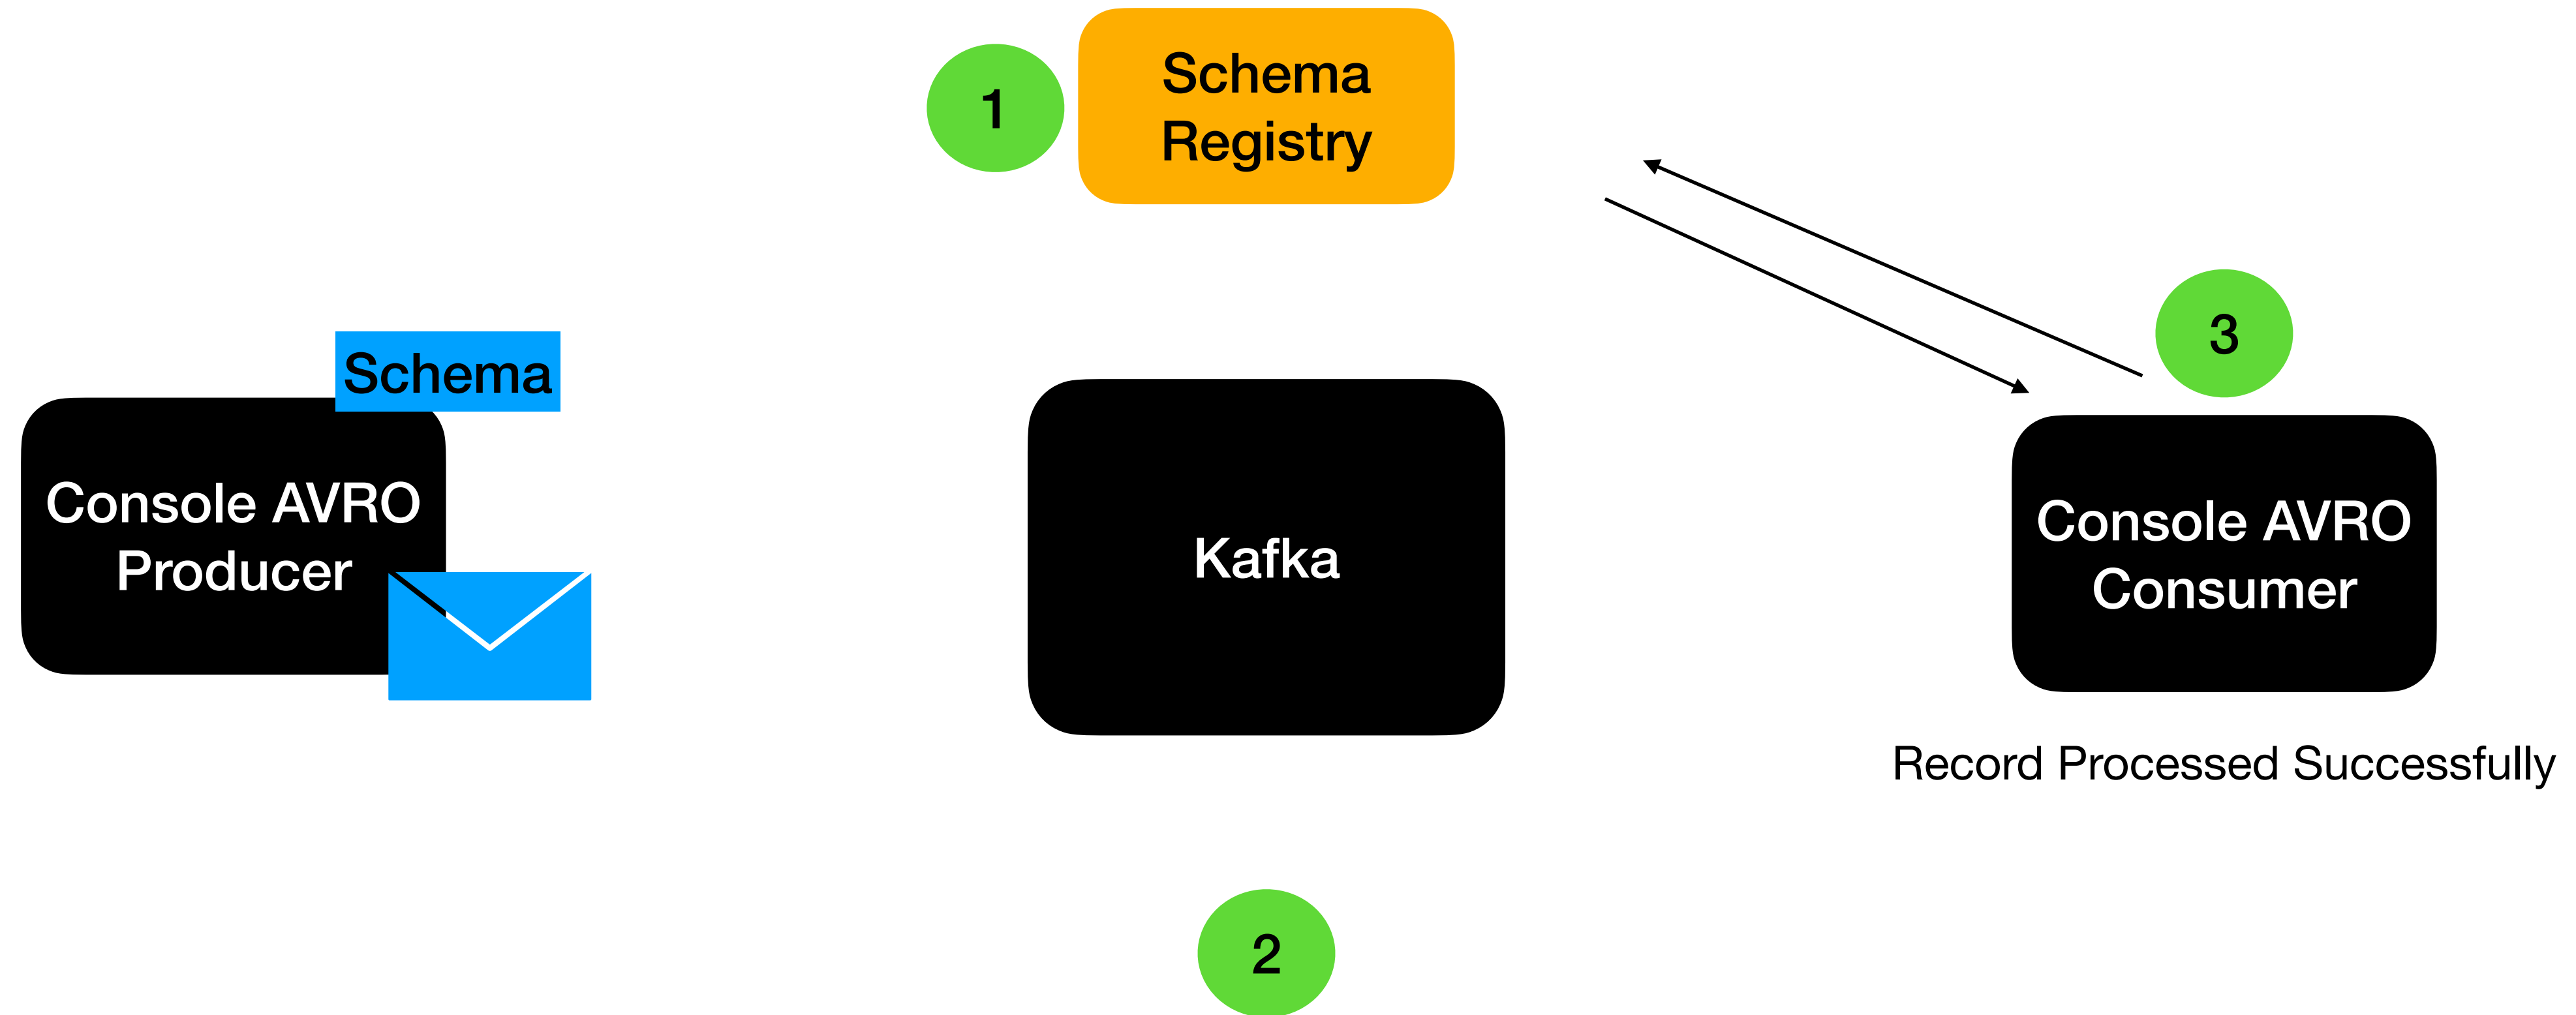 1
Schema
Registry
3
Schema
Console AVRO
Producer
Kafka
Console AVRO
Consumer
Record Processed Successfully
2